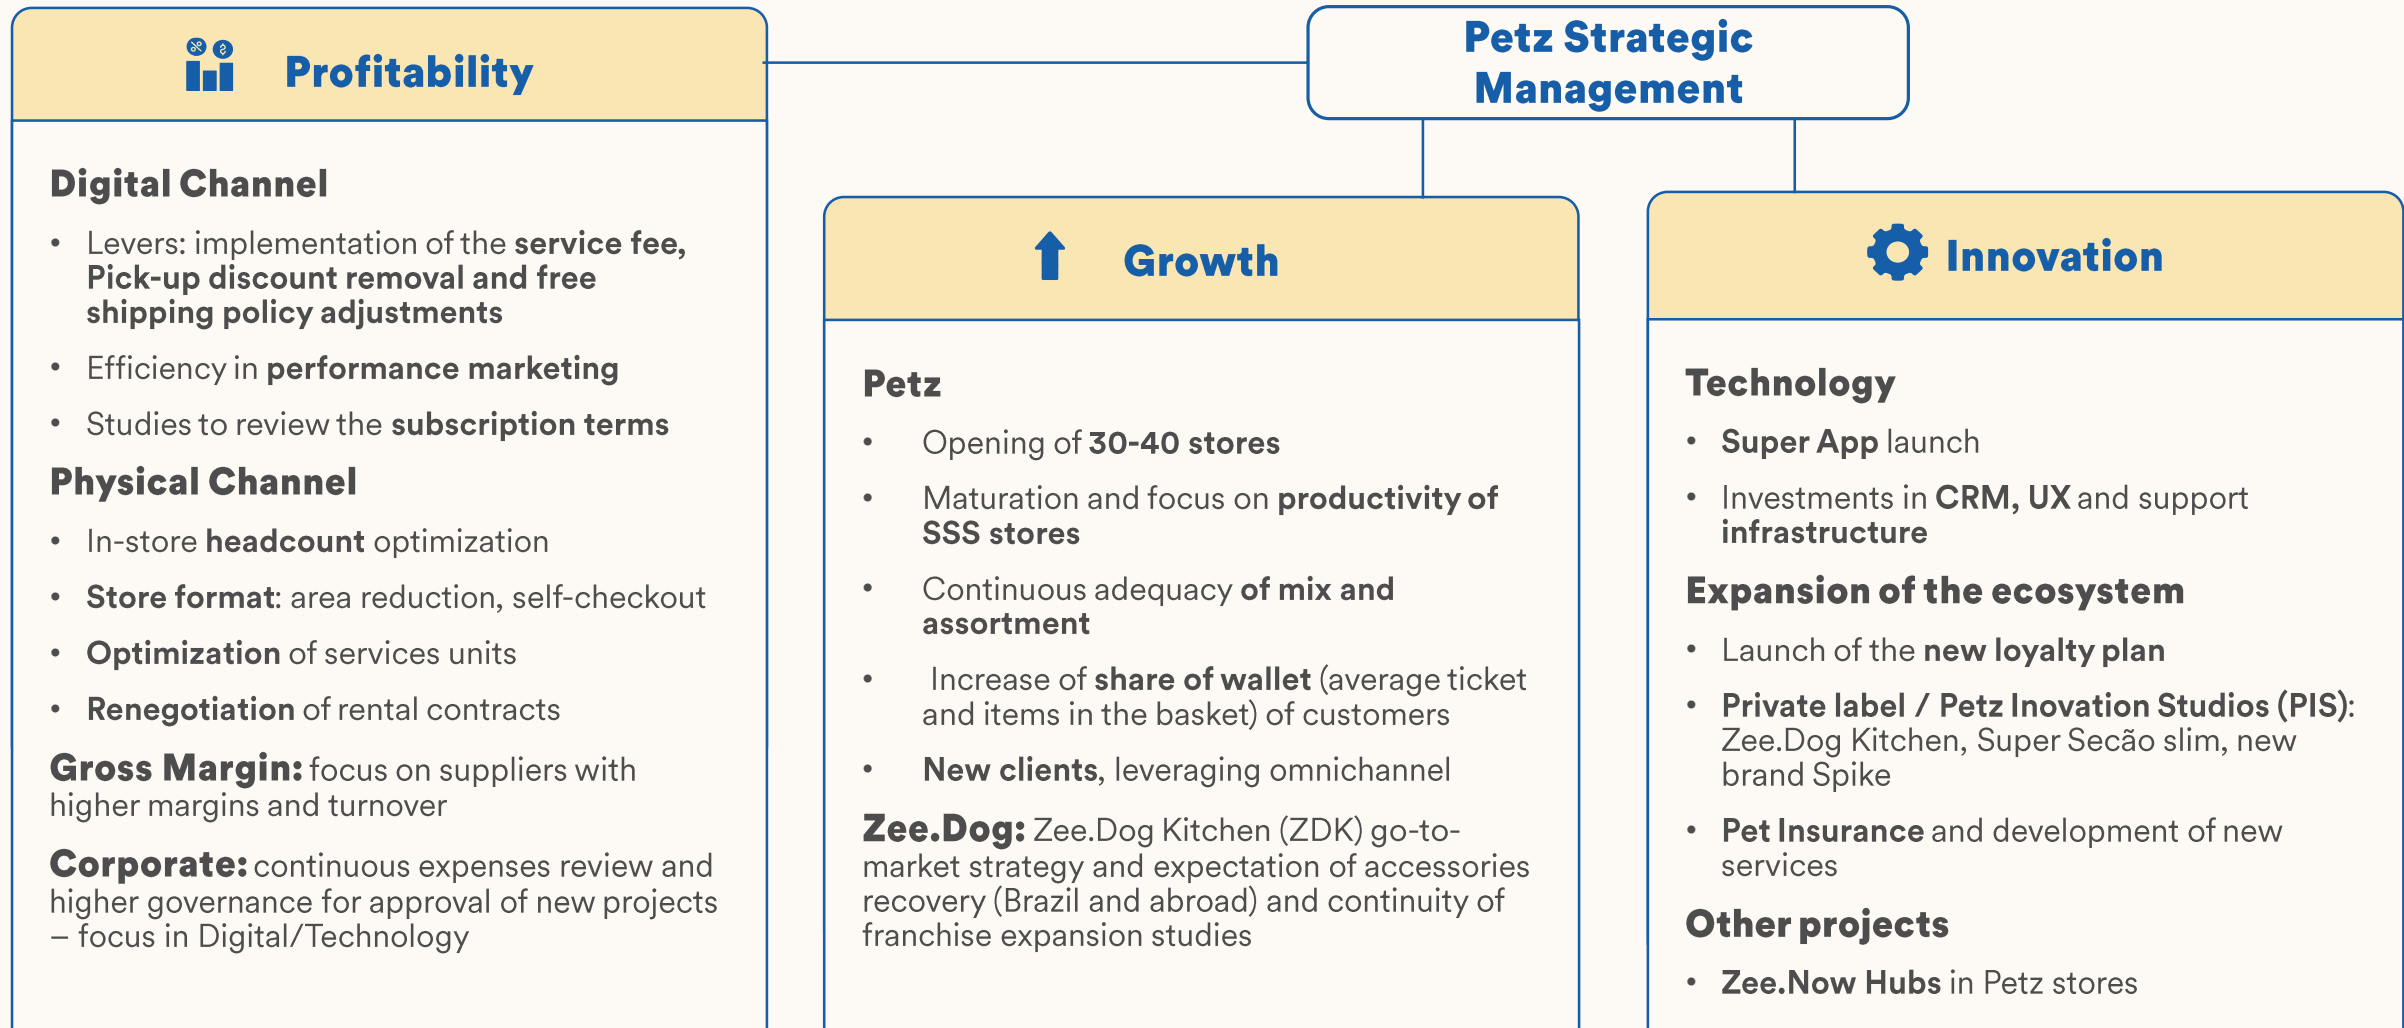 Petz Strategic
Management
Profitability
Digital Channel
• Levers: implementation of the service fee,
Pick-up discount removal and free
shipping policy adjustments
• Efficiency in performance marketing
• Studies to review the subscription terms
Physical Channel
• In-store headcount optimization
• Store format: area reduction, self-checkout
• Optimization of services units
• Renegotiation of rental contracts
Gross Margin: focus on suppliers with
higher margins and turnover
Corporate: continuous expenses review and
higher governance for approval of new projects
– focus in Digital/Technology
Growth
Petz
• Opening of 30-40 stores
• Maturation and focus on productivity of
SSS stores
• Continuous adequacy of mix and
assortment
• Increase of share of wallet (average ticket
and items in the basket) of customers
• New clients, leveraging omnichannel
Zee.Dog: Zee.Dog Kitchen (ZDK) go-to-
market strategy and expectation of accessories
recovery (Brazil and abroad) and continuity of
franchise expansion studies
Innovation
Technology
• Super App launch
• Investments in CRM, UX and support
infrastructure
Expansion of the ecosystem
• Launch of the new loyalty plan
• Private label / Petz Inovation Studios (PIS):
Zee.Dog Kitchen, Super Secão slim, new
brand Spike
• Pet Insurance and development of new
services
Other projects
• Zee.Now Hubs in Petz stores